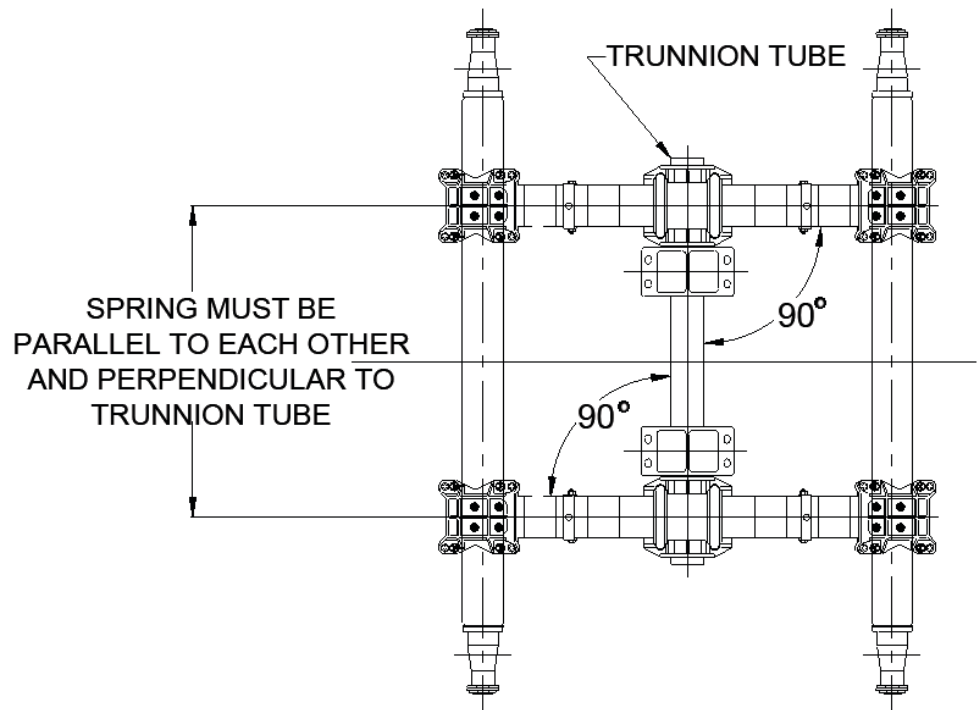 TRUNNION TUBE
SPRING MUST BE
PARALLEL TO EACH OTHER
AND PERPENDICULAR TO
TRUNNION TUBE
90°
90°